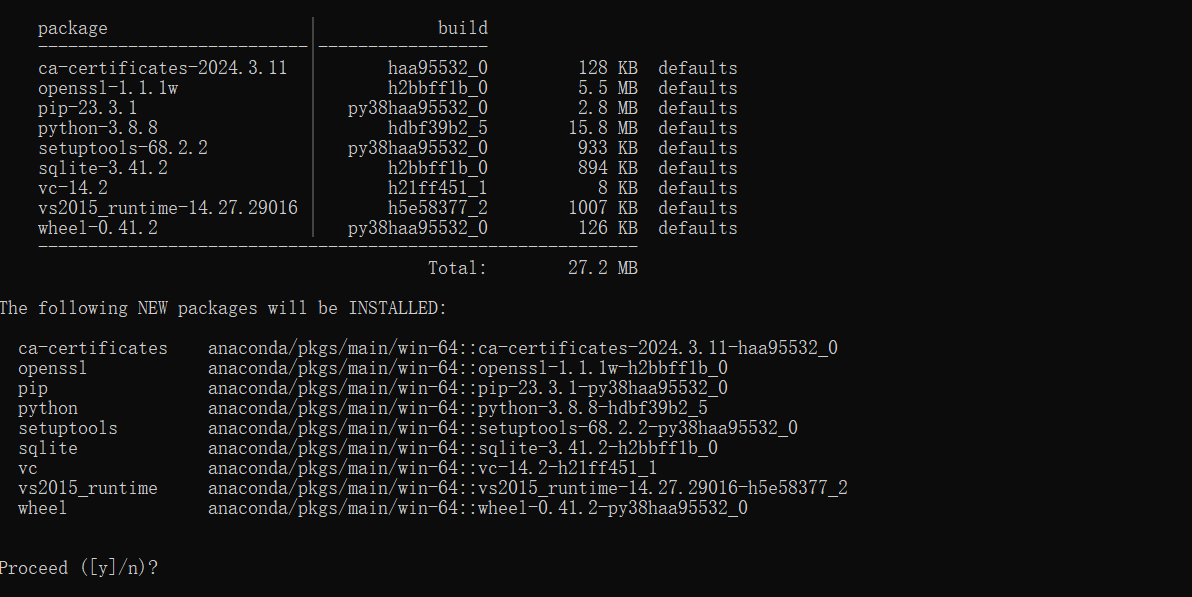 package | build
---------------------------|-----------------
ca-certificates-2024.3.11 | haa95532_0 128 KB defaults
openssl-1.1.1w | h2bbff1b_0 5.5 MB defaults
pip-23.3.1 | py38haa95532_0 2.8 MB defaults
python-3.8.8 | hdbf39b2_5 15.8 MB defaults
setuptools-68.2.2 | py38haa95532_0 933 KB defaults
sqlite-3.41.2 | h2bbff1b_0 894 KB defaults
vc-14.2 | h21ff451_1 8 KB defaults
vs2015_runtime-14.27.29016 | h5e58377_2 1007 KB defaults
wheel-0.41.2 | py38haa95532_0 126 KB defaults
------------------------------------------------------------
Total: 27.2 MB
The following NEW packages will be INSTALLED:
ca-certificates anaconda/pkgs/main/win-64::ca-certificates-2024.3.11-haa95532_0
openssl anaconda/pkgs/main/win-64::openssl-1.1.1w-h2bbff1b_0
pip anaconda/pkgs/main/win-64::pip-23.3.1-py38haa95532_0
python anaconda/pkgs/main/win-64::python-3.8.8-hdbf39b2_5
setuptools anaconda/pkgs/main/win-64::setuptools-68.2.2-py38haa95532_0
sqlite anaconda/pkgs/main/win-64::sqlite-3.41.2-h2bbff1b_0
vc anaconda/pkgs/main/win-64::vc-14.2-h21ff451_1
vs2015_runtime anaconda/pkgs/main/win-64::vs2015_runtime-14.27.29016-h5e58377_2
wheel anaconda/pkgs/main/win-64::wheel-0.41.2-py38haa95532_0
Proceed ([y]/n)?